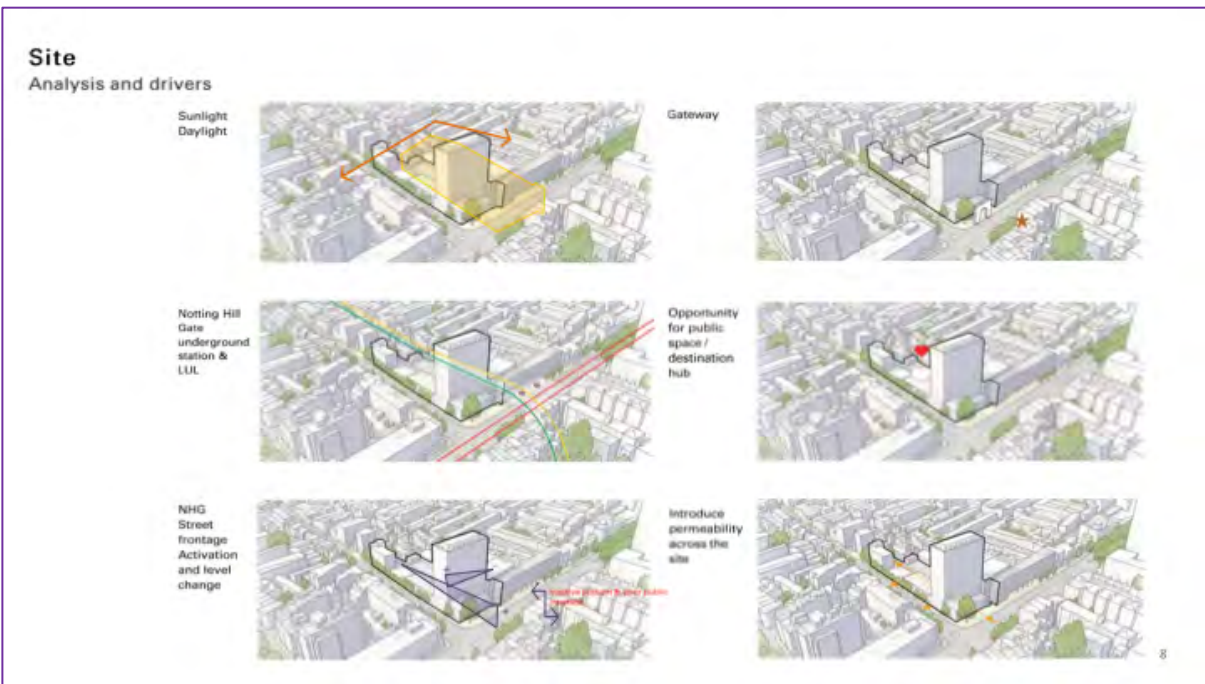 Site
Analysis and drivers
Sunlight
Daylight
Gateway
Notting Hill
Gate
underground
station &
LUL
Opportunity
for public
space /
destination
hub
NHG
Street
frontage
Activation
and level
change
Introduce
permeability
across the
site
8